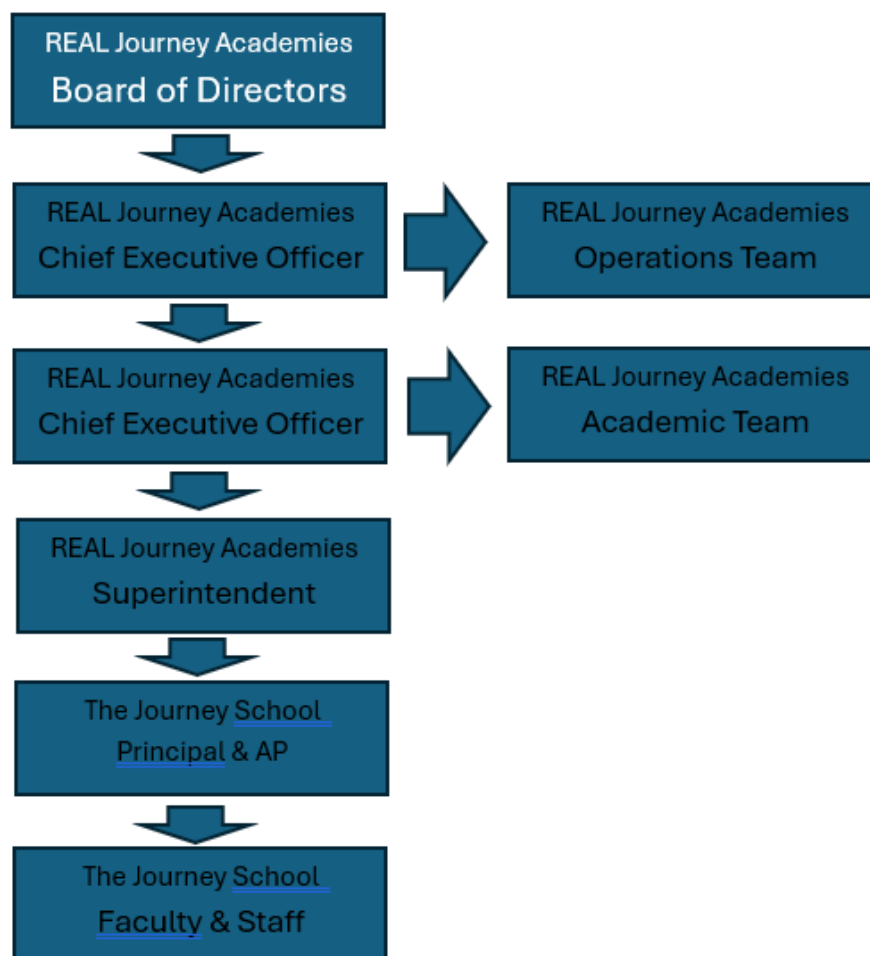 REAL Journey Academies
Board of Directors
REAL Journey Academies
Chief Executive Officer
REAL Journey Academies
Operations Team
REAL Journey Academies
Chief Executive Officer
REAL Journey Academies
Academic Team
REAL Journey Academies
Superintendent
The Journey School
Principal & AP
The Journey School
Faculty & Staff